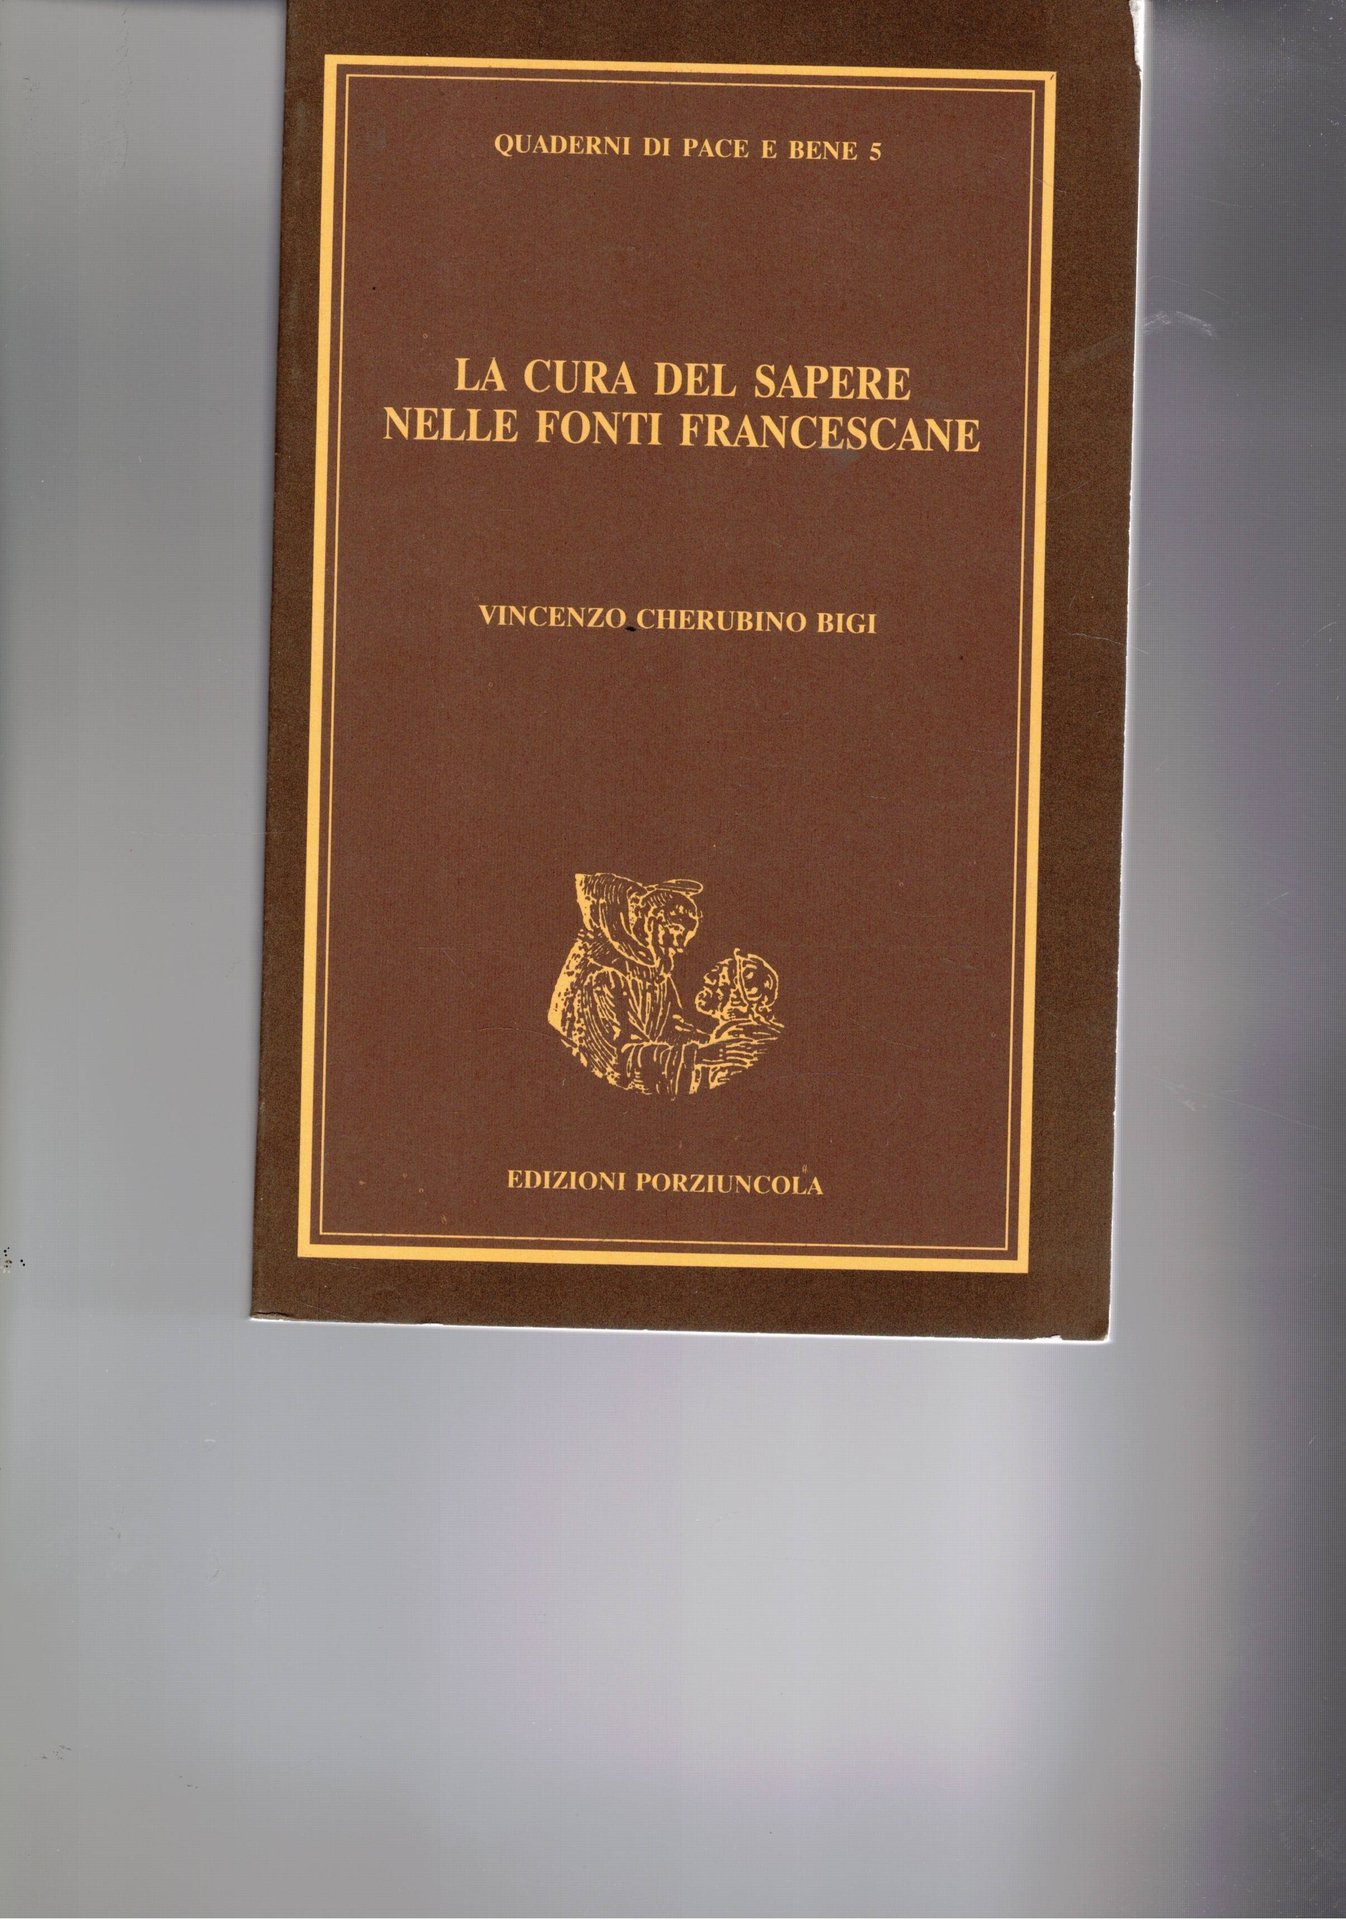 QUADERNI DI PACE E BENE 5
LA CURA DEL SAPERE
NELLE FONTI FRANCESCANE
VINCENZO CHERUBINO BIGI
EDIZIONI PORZIUNCOLA